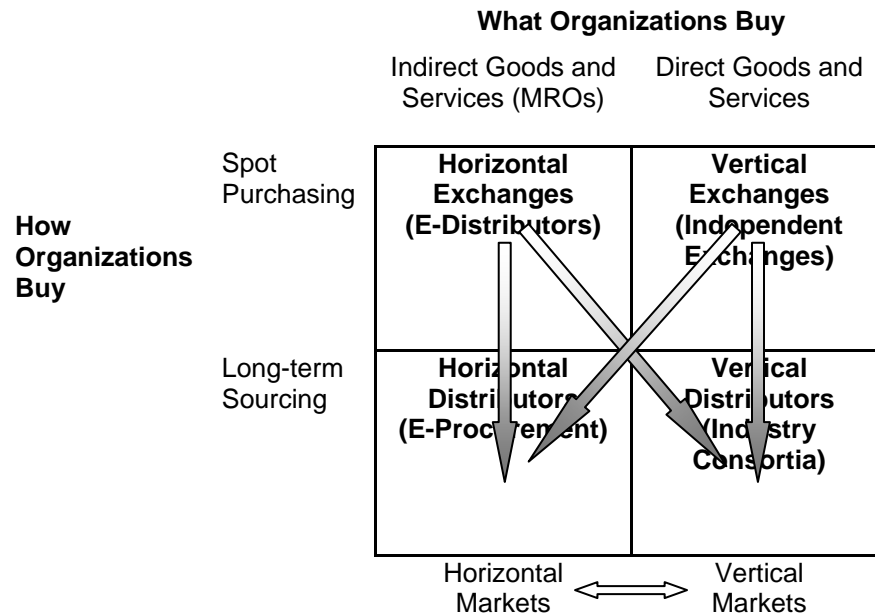 What Organizations Buy
Indirect Goods and
Services (MROs)
Direct Goods and
Services
Spot
Purchasing
Horizontal
Exchanges
(E-Distributors)
Vertical
Exchanges
(Independent
Exchanges)
How
Organizations
Buy
Long-term
Sourcing
Horizontal
Distributors
(E-Procurement)
Vertical
Distributors
(Industry
Consortia)
Horizontal
Markets
Vertical
Markets